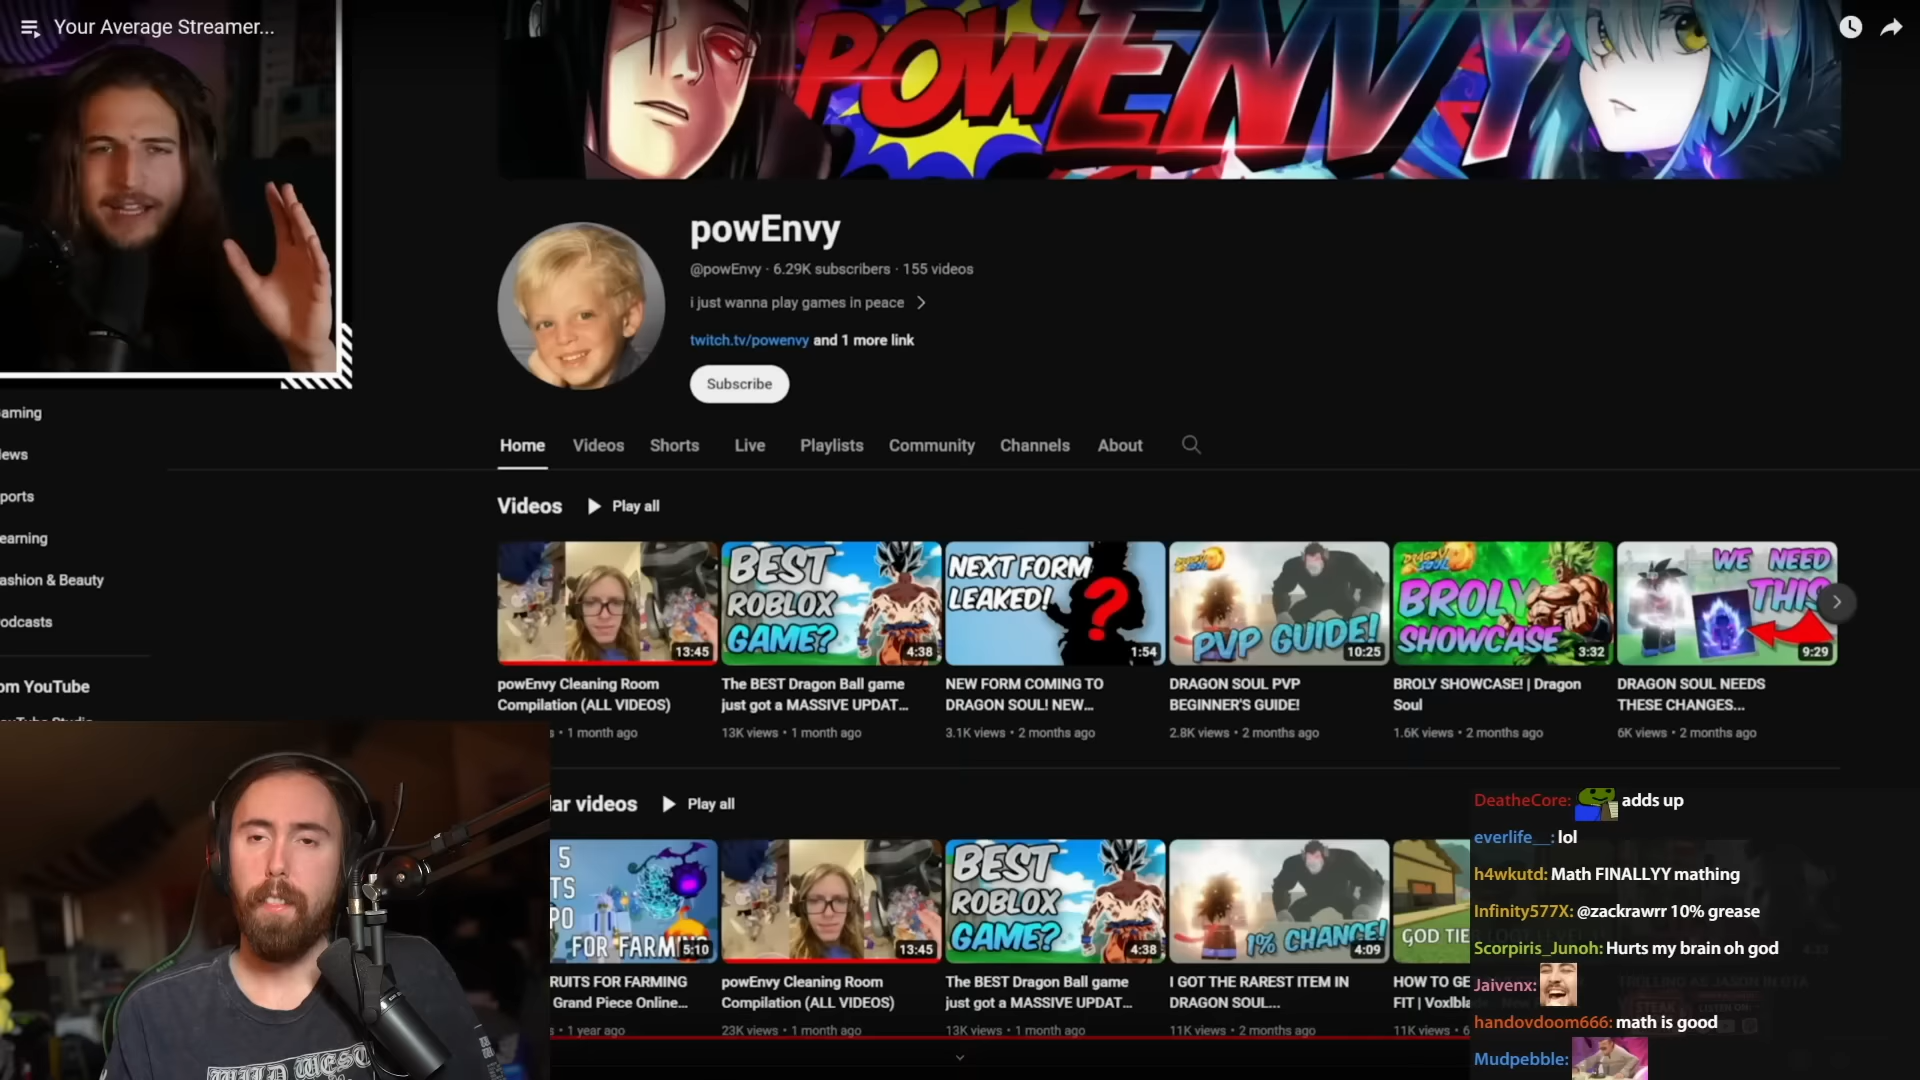 Your Average Streamer...
POWENVY
powEnvy
@powEnvy · 6.29K subscribers · 155 videos
i just wanna play games in peace
twitch.tv/powenvy and 1 more link
Subscribe
aming
ews
ports
earning
ashion & Beauty
odcasts
om YouTube
Home Videos Shorts Live Playlists Community Channels About
Videos Play all
13:45
BEST
ROBLOX
GAME?
4:38
NEXT FORM
LEAKED!
?
1:54
PVP GUIDE!
10:25
DRAGON SOUL
BROLY
SHOWCASE
3:32
WE NEED
THIS
9:29
powEnvy Cleaning Room
Compilation (ALL VIDEOS)
s • 1 month ago
The BEST Dragon Ball game
just got a MASSIVE UPDAT...
13K views • 1 month ago
NEW FORM COMING TO
DRAGON SOUL! NEW...
3.1K views • 2 months ago
DRAGON SOUL PVP
BEGINNER'S GUIDE!
2.8K views • 2 months ago
BROLY SHOWCASE! | Dragon
Soul
1.6K views • 2 months ago
DRAGON SOUL NEEDS
THESE CHANGES...
6K views • 2 months ago
ar videos Play all
5
TS
PO
FOR FARMING
5:10
13:45
BEST
ROBLOX
GAME?
4:38
1% CHANCE!
4:09
GOD TIE
RUITS FOR FARMING
Grand Piece Online...
s • 1 year ago
powEnvy Cleaning Room
Compilation (ALL VIDEOS)
23K views • 1 month ago
The BEST Dragon Ball game
just got a MASSIVE UPDAT...
13K views • 1 month ago
I GOT THE RAREST ITEM IN
DRAGON SOUL...
11K views • 2 months ago
HOW TO GE
FIT | Voxlbla
11K views • 6
DeatheCore: adds up
everlife__: lol
h4wkutd: Math FINALLYY mathing
Infinity577X: @zackrawrr 10% grease
Scorpiris_Junoh: Hurts my brain oh god
Jaivenx:
handovdoom666: math is good
Mudpebble:
WILD WEST